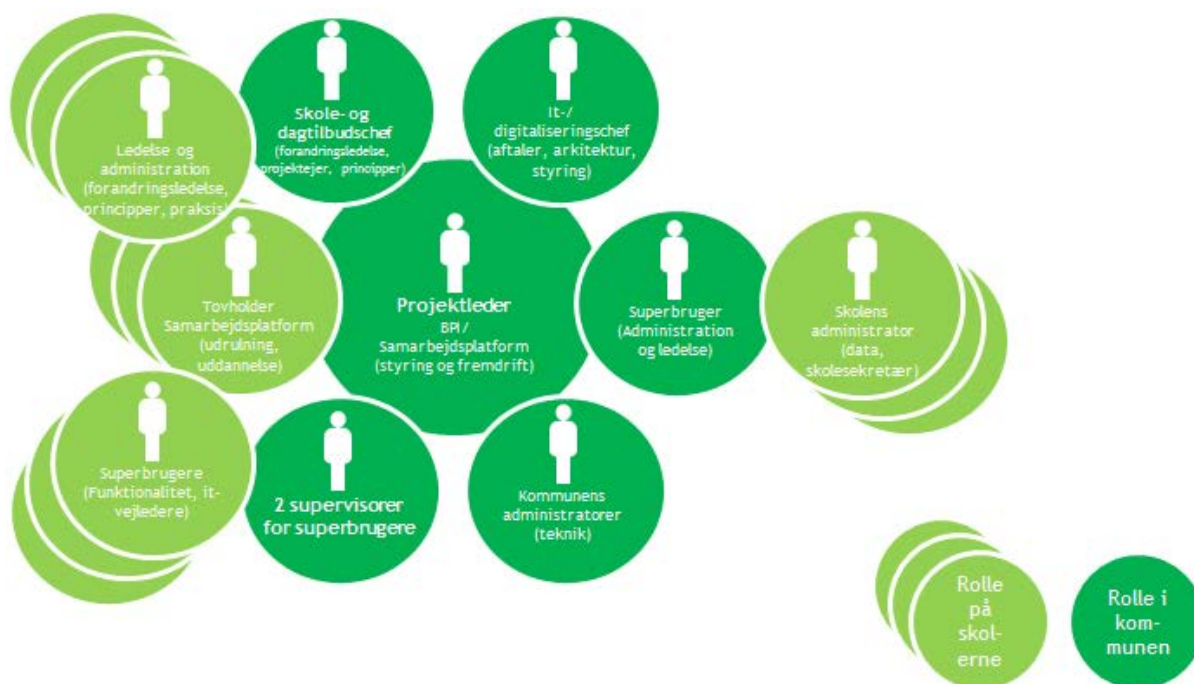 Skole- og
dagtilbudschef
(forandringsledelse,
projektejer, principper)
It-/
digitaliseringschef
(aftaler, arkitektur,
styring)
Ledelse og
administration
(forandringsledelse,
principper, praksis)
Tovholder
Samarbejdsplatform
(udrulning,
uddannelse)
Projektleder
BPI/
Samarbejdsplatform
(styring og fremdrift)
Superbruger
(Administration
og ledelse)
Skolens
administrator
(data,
skolesekretær)
Superbrugere
(Funktionalitet, it-
vejledere)
2 supervisorer
for superbrugere
Kommunens
administratorer
(teknik)
Rolle
på
skol-
erne
Rolle i
kom-
munen